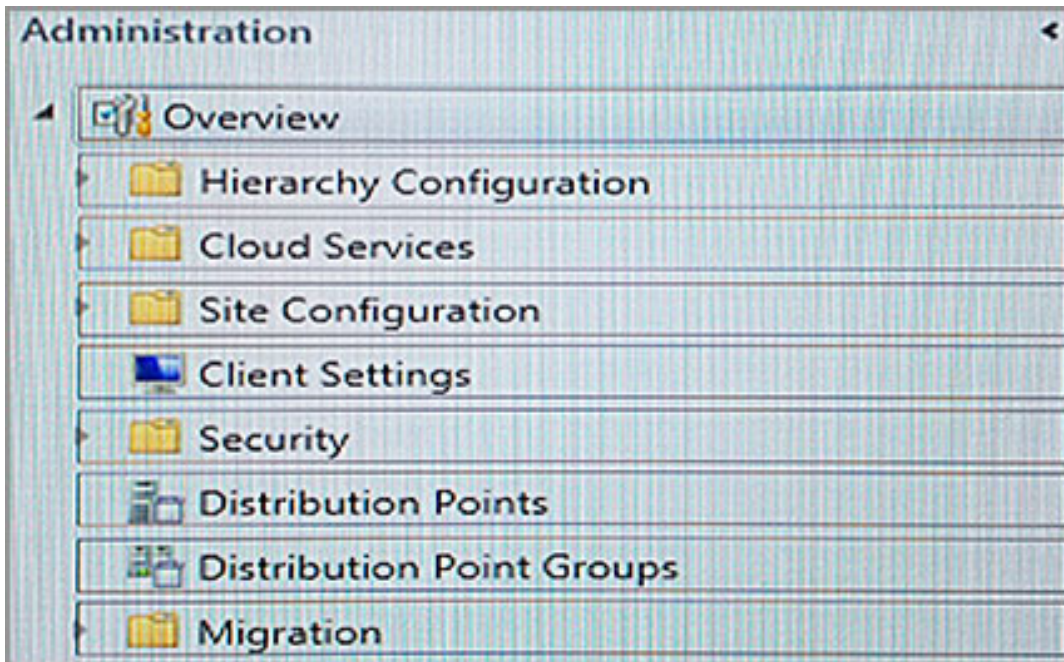 Administration
Overview
Hierarchy Configuration
Cloud Services
Site Configuration
Client Settings
Security
Distribution Points
Distribution Point Groups
Migration